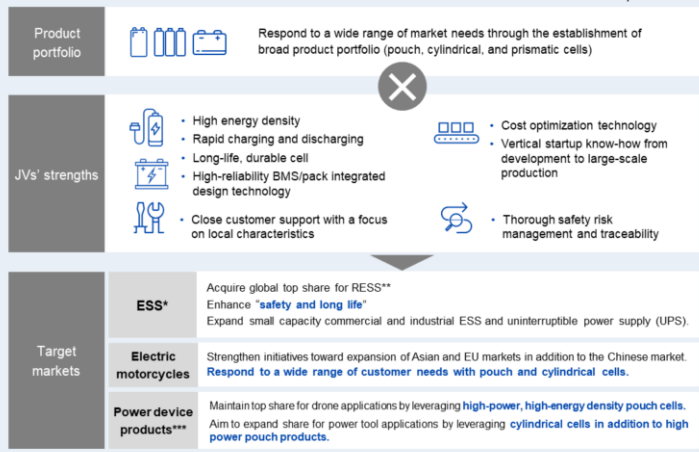 Product
portfolio
Respond to a wide range of market needs through the establishment of
broad product portfolio (pouch, cylindrical, and prismatic cells)
JVs' strengths
• High energy density
• Rapid charging and discharging
• Long-life, durable cell
• High-reliability BMS/pack integrated
design technology
• Close customer support with a focus
on local characteristics
• Cost optimization technology
• Vertical startup know-how from
development to large-scale
production
• Thorough safety risk
management and traceability
Target
markets
ESS*
Acquire global top share for RESS**
Enhance "safety and long life"
Expand small capacity commercial and industrial ESS and uninterruptible power supply (UPS).
Electric
motorcycles
Strengthen initiatives toward expansion of Asian and EU markets in addition to the Chinese market.
Respond to a wide range of customer needs with pouch and cylindrical cells.
Power device
products***
Maintain top share for drone applications by leveraging high-power, high-energy density pouch cells.
Aim to expand share for power tool applications by leveraging cylindrical cells in addition to high
power pouch products.